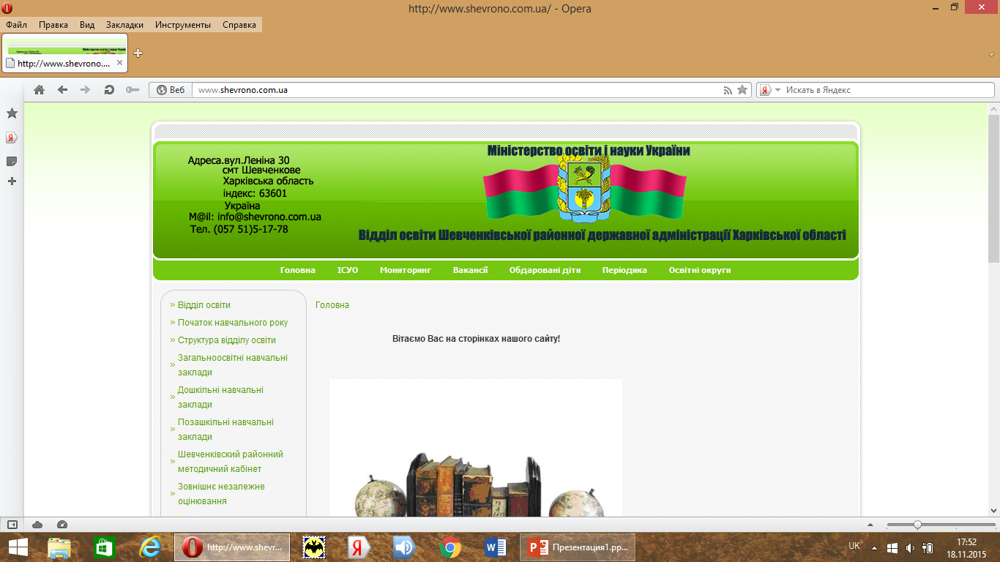 http://www.shevrono.com.ua/ - Opera
Файл Правка Вид Закладки Инструменты Справка
http://www.shevrono....
Веб www.shevrono.com.ua Искать в Яндекс
Адреса.вул.Леніна 30
смт Шевченкове
Харківська область
індекс: 63601
Україна
М@il: info@shevrono.com.ua
Тел. (057 51)5-17-78
Міністерство освіти і науки України
Відділ освіти Шевченківської районної державної адміністрації Харківської області
Головна ІСУО Мониторинг Вакансії Обдаровані діти Періодика Освітні округи
Відділ освіти
Початок навчального року
Структура відділу освіти
Загальноосвітні навчальні
заклади
Дошкільні навчальні
заклади
Позашкільні навчальні
заклади
Шевченківский районний
методичний кабінет
Зовнішнє незалежне
оцінювання
Головна
Вітаємо Вас на сторінках нашого сайту!
http://www.shevr...
Презентация1.pp...
UK
17:52
18.11.2015